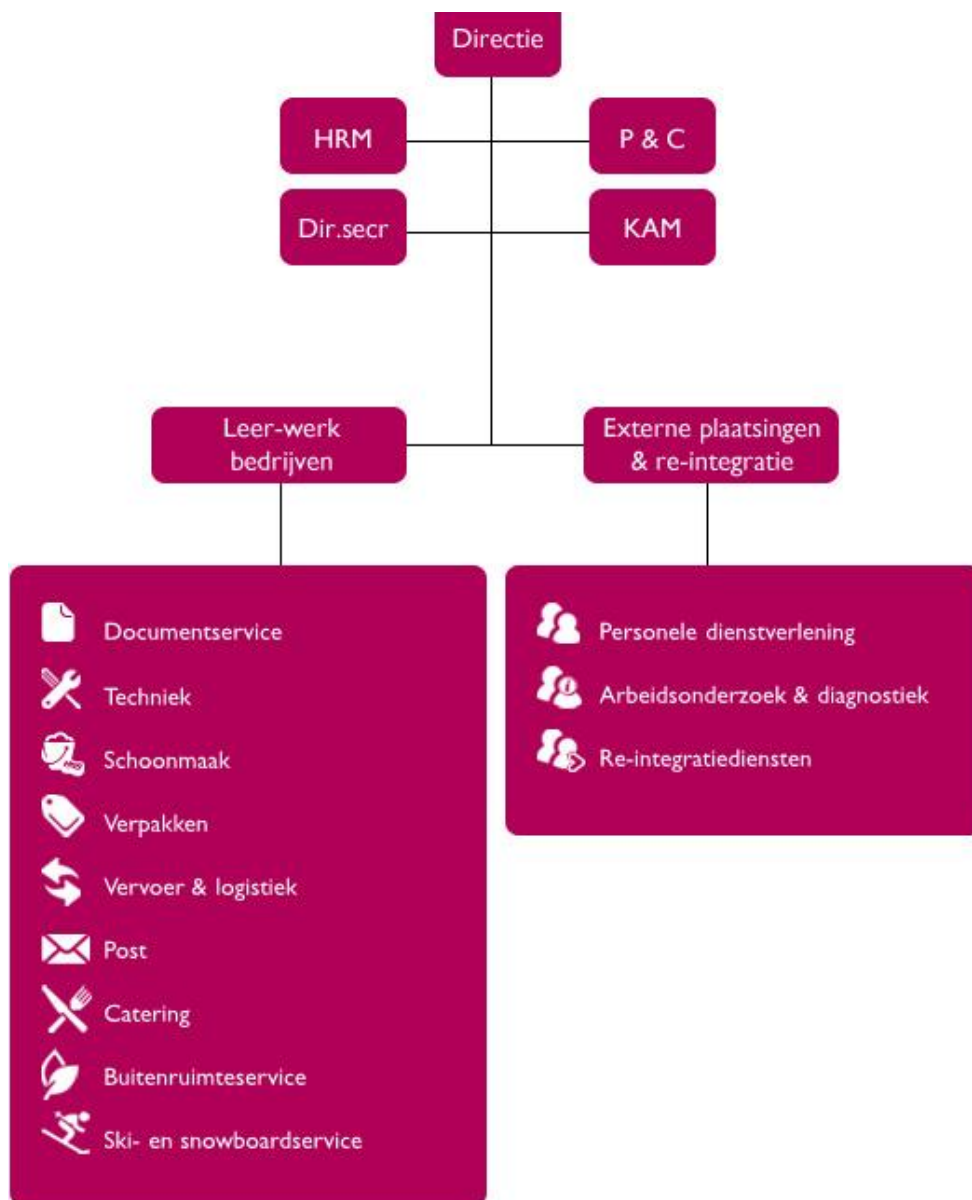 Directie
HRM
P & C
Dir.secr
KAM
Leer-werk
bedrijven
Externe plaatsingen
& re-integratie
Documentservice
Techniek
Schoonmaak
Verpakken
Vervoer & logistiek
Post
Catering
Buitenruimteservice
Ski- en snowboardservice
Personele dienstverlening
Arbeidsonderzoek & diagnostiek
Re-integratiediensten